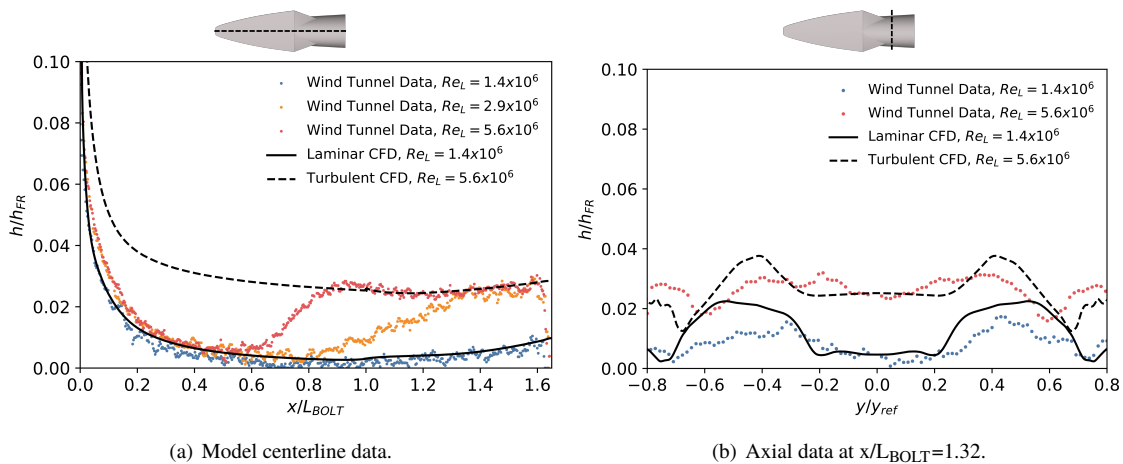 0.10
0.08
0.06
0.04
0.02
0.00
h/h_FR
0.0 0.2 0.4 0.6 0.8 1.0 1.2 1.4 1.6
x/L_BOLT
Wind Tunnel Data, Re_L = 1.4x10^6
Wind Tunnel Data, Re_L = 2.9x10^6
Wind Tunnel Data, Re_L = 5.6x10^6
Laminar CFD, Re_L = 1.4x10^6
Turbulent CFD, Re_L = 5.6x10^6
(a) Model centerline data.
0.10
0.08
0.06
0.04
0.02
0.00
h/h_FR
−0.8 −0.6 −0.4 −0.2 0.0 0.2 0.4 0.6 0.8
y/y_ref
Wind Tunnel Data, Re_L = 1.4x10^6
Wind Tunnel Data, Re_L = 5.6x10^6
Laminar CFD, Re_L = 1.4x10^6
Turbulent CFD, Re_L = 5.6x10^6
(b) Axial data at x/L_BOLT=1.32.